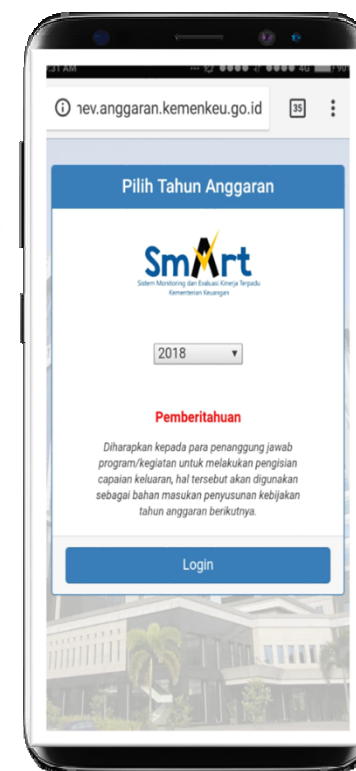 :31 AM
nev.anggaran.kemenkeu.go.id 35
Pilih Tahun Anggaran
SmArt
Sistem Monitoring dan Evaluasi Kinerja Terpadu
Kementerian Keuangan
2018
Pemberitahuan
Diharapkan kepada para penanggung jawab
program/kegiatan untuk melakukan pengisian
capaian keluaran, hal tersebut akan digunakan
sebagai bahan masukan penyusunan kebijakan
tahun anggaran berikutnya.
Login